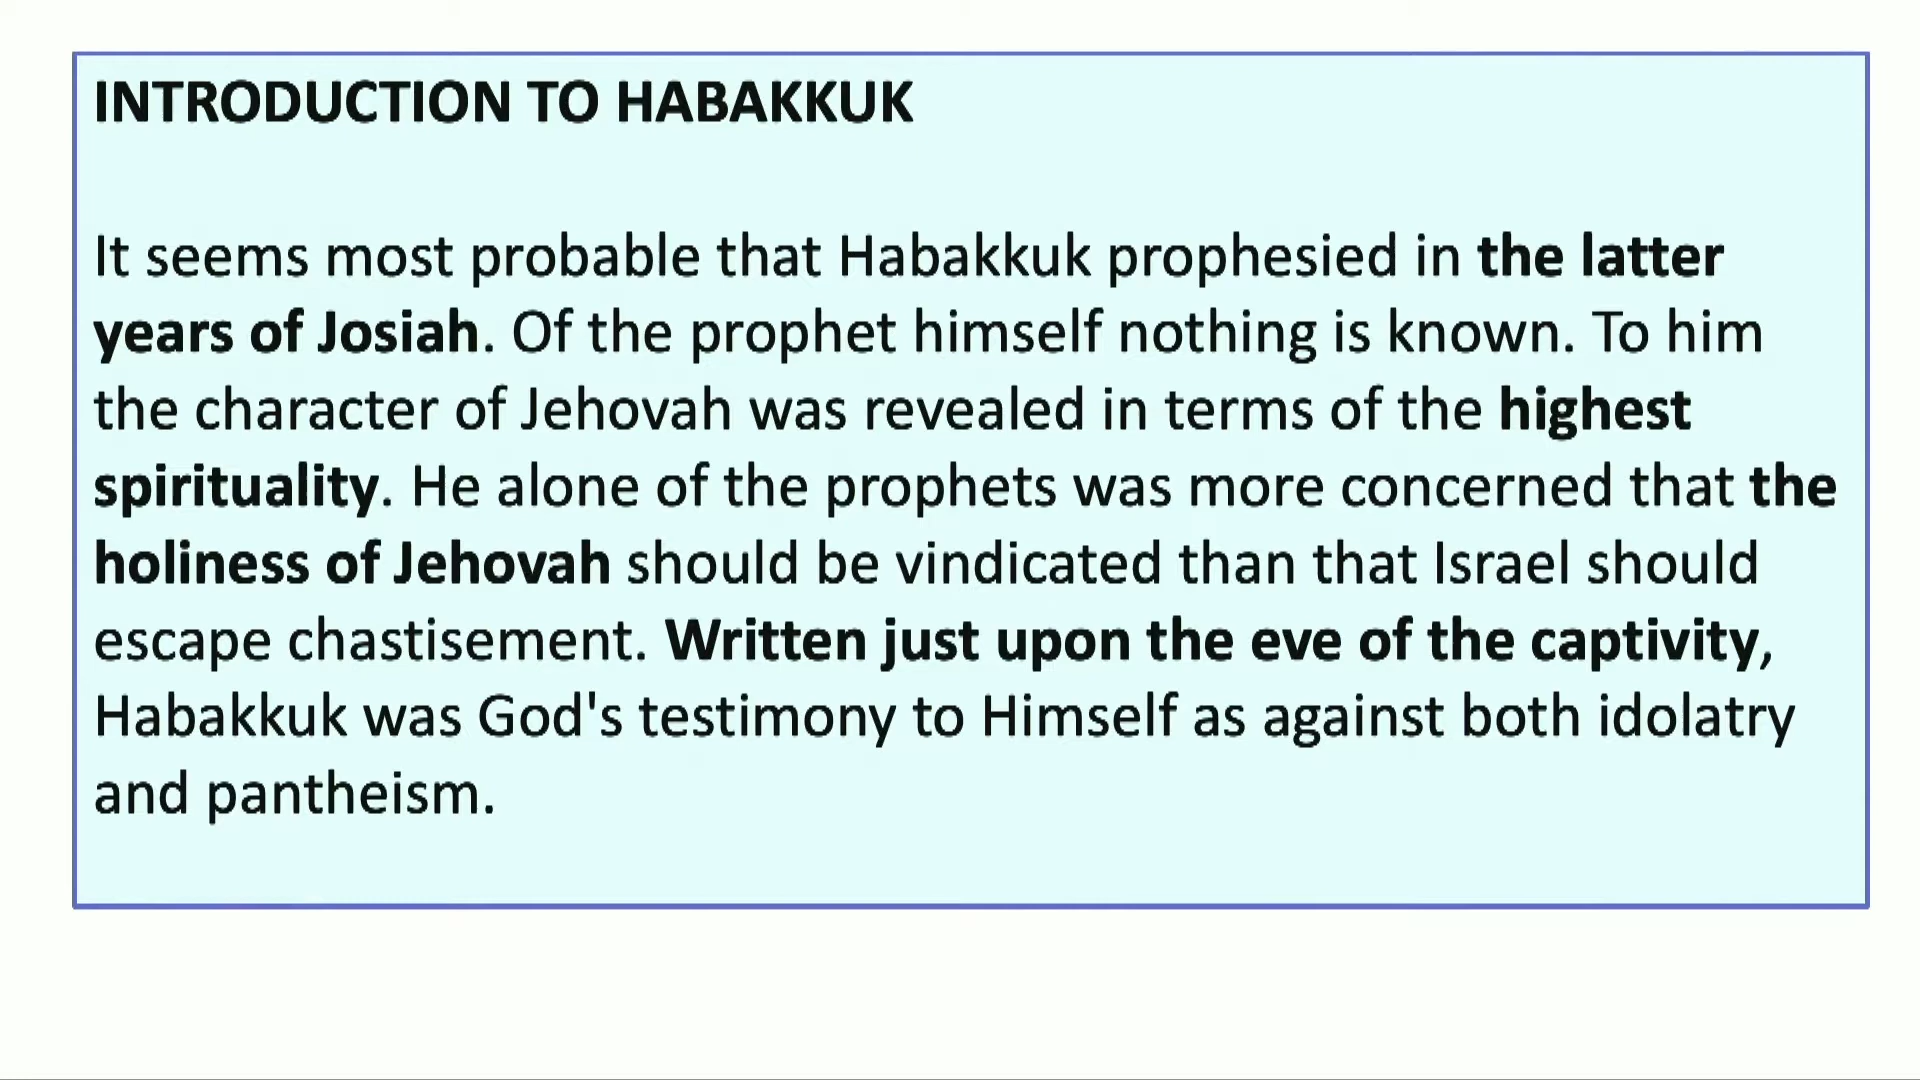 INTRODUCTION TO HABAKKUK
It seems most probable that Habakkuk prophesied in the latter
years of Josiah. Of the prophet himself nothing is known. To him
the character of Jehovah was revealed in terms of the highest
spirituality. He alone of the prophets was more concerned that the
holiness of Jehovah should be vindicated than that Israel should
escape chastisement. Written just upon the eve of the captivity,
Habakkuk was God's testimony to Himself as against both idolatry
and pantheism.